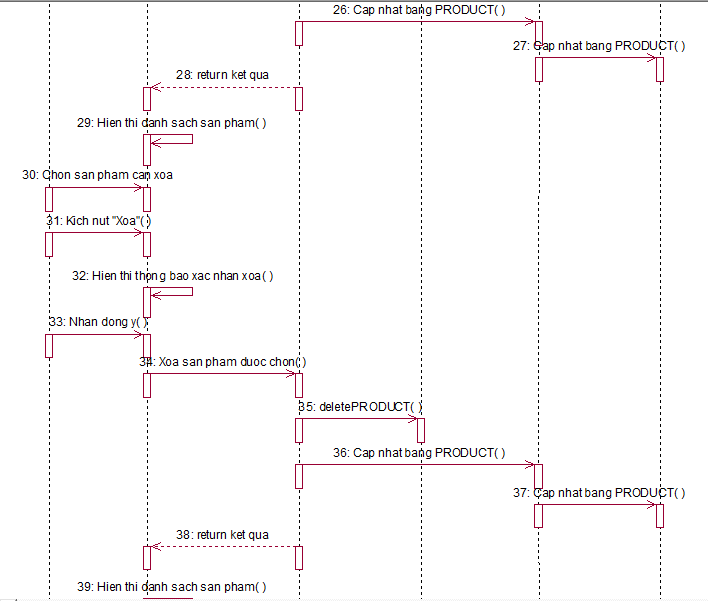 26: Cap nhat bang PRODUCT( )
27: Cap nhat bang PRODUCT( )
28: return ket qua
29: Hien thi danh sach san pham( )
30: Chon san pham can xoa
31: Kich nut "Xoa"( )
32: Hien thi thong bao xac nhan xoa( )
33: Nhan dong y( )
34: Xoa san pham duoc chon( )
35: deletePRODUCT( )
36: Cap nhat bang PRODUCT( )
37: Cap nhat bang PRODUCT( )
38: return ket qua
39: Hien thi danh sach san pham( )